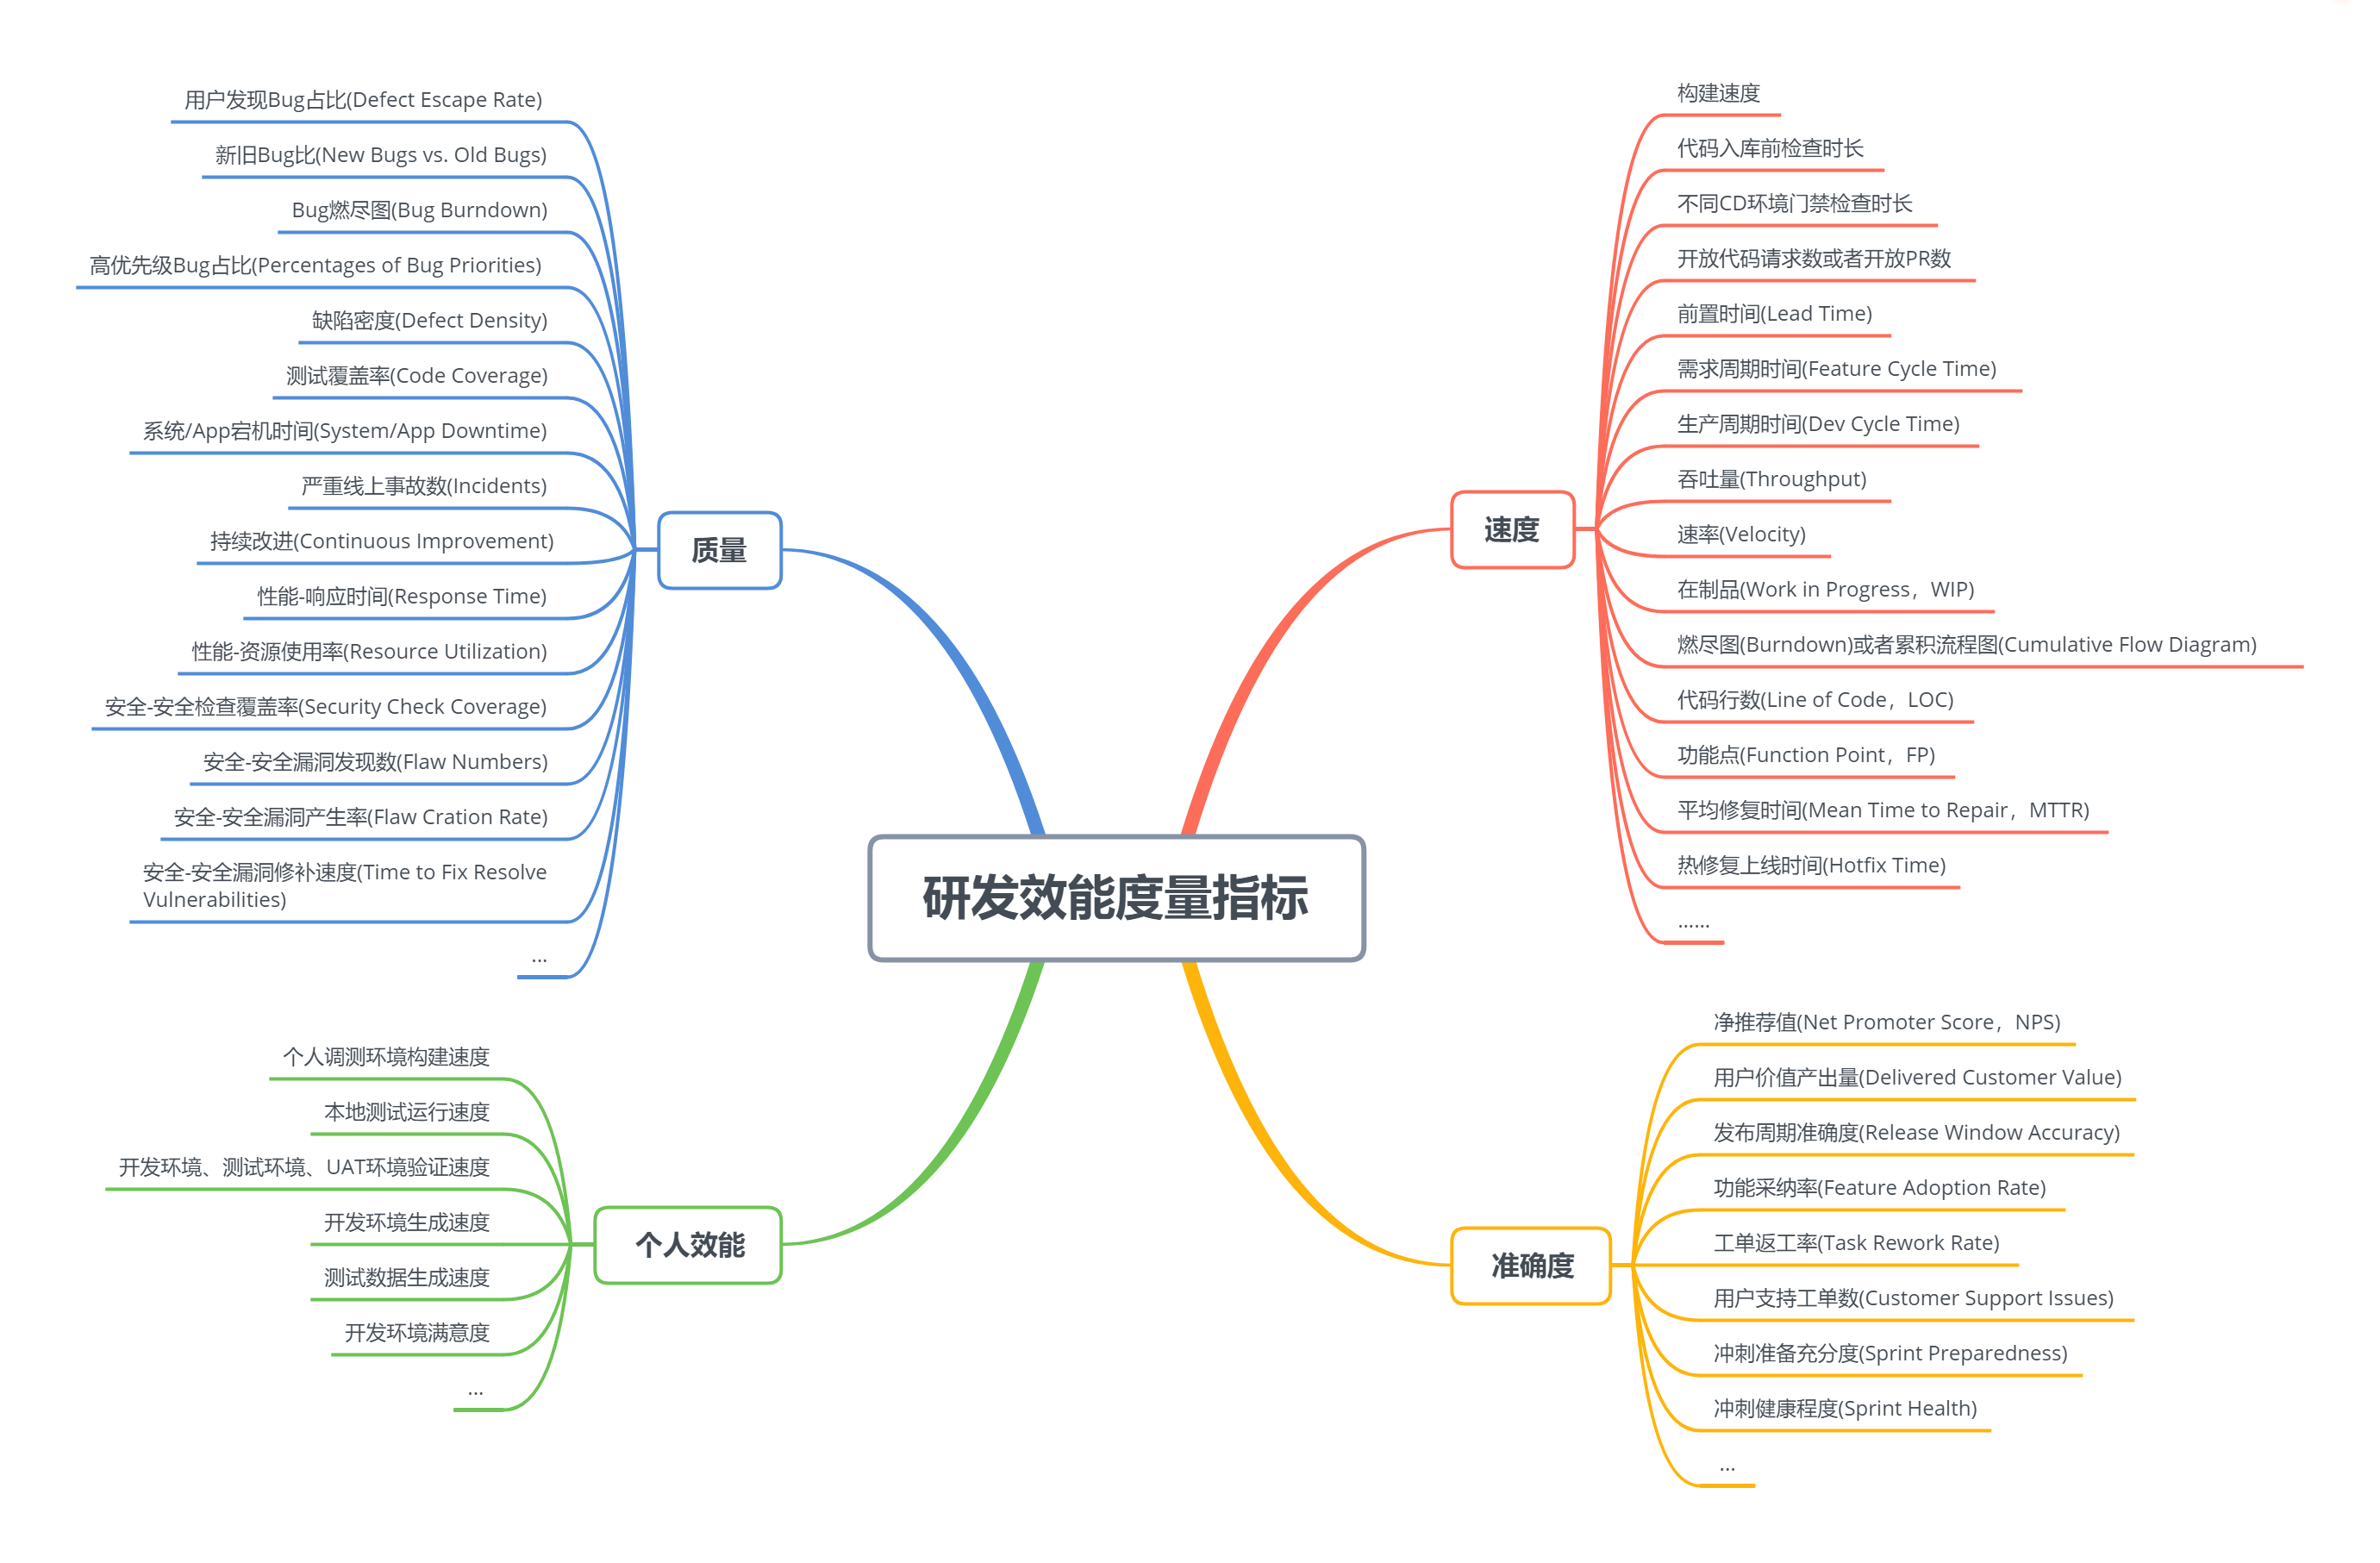 研发效能度量指标
速度
构建速度
代码入库前检查时长
不同CD环境门禁检查时长
开放代码请求数或者开放PR数
前置时间(Lead Time)
需求周期时间(Feature Cycle Time)
生产周期时间(Dev Cycle Time)
吞吐量(Throughput)
速率(Velocity)
在制品(Work in Progress，WIP)
燃尽图(Burndown)或者累积流程图(Cumulative Flow Diagram)
代码行数(Line of Code，LOC)
功能点(Function Point，FP)
平均修复时间(Mean Time to Repair，MTTR)
热修复上线时间(Hotfix Time)
……
准确度
净推荐值(Net Promoter Score，NPS)
用户价值产出量(Delivered Customer Value)
发布周期准确度(Release Window Accuracy)
功能采纳率(Feature Adoption Rate)
工单返工率(Task Rework Rate)
用户支持工单数(Customer Support Issues)
冲刺准备充分度(Sprint Preparedness)
冲刺健康程度(Sprint Health)
...
质量
用户发现Bug占比(Defect Escape Rate)
新旧Bug比(New Bugs vs. Old Bugs)
Bug燃尽图(Bug Burndown)
高优先级Bug占比(Percentages of Bug Priorities)
缺陷密度(Defect Density)
测试覆盖率(Code Coverage)
系统/App宕机时间(System/App Downtime)
严重线上事故数(Incidents)
持续改进(Continuous Improvement)
性能-响应时间(Response Time)
性能-资源使用率(Resource Utilization)
安全-安全检查覆盖率(Security Check Coverage)
安全-安全漏洞发现数(Flaw Numbers)
安全-安全漏洞产生率(Flaw Cration Rate)
安全-安全漏洞修补速度(Time to Fix Resolve
Vulnerabilities)
...
个人效能
个人调测环境构建速度
本地测试运行速度
开发环境、测试环境、UAT环境验证速度
开发环境生成速度
测试数据生成速度
开发环境满意度
...